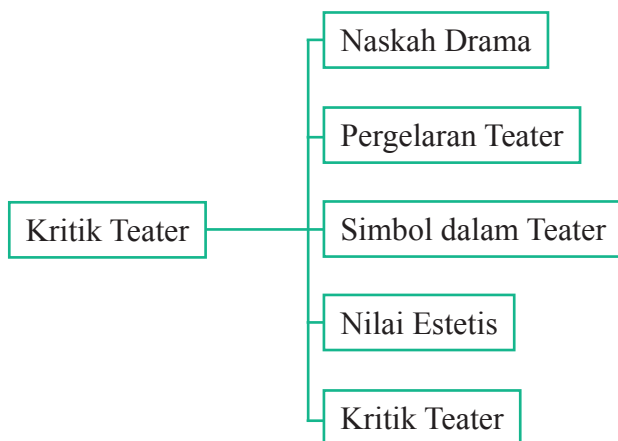 Naskah Drama
Pergelaran Teater
Kritik Teater
Simbol dalam Teater
Nilai Estetis
Kritik Teater